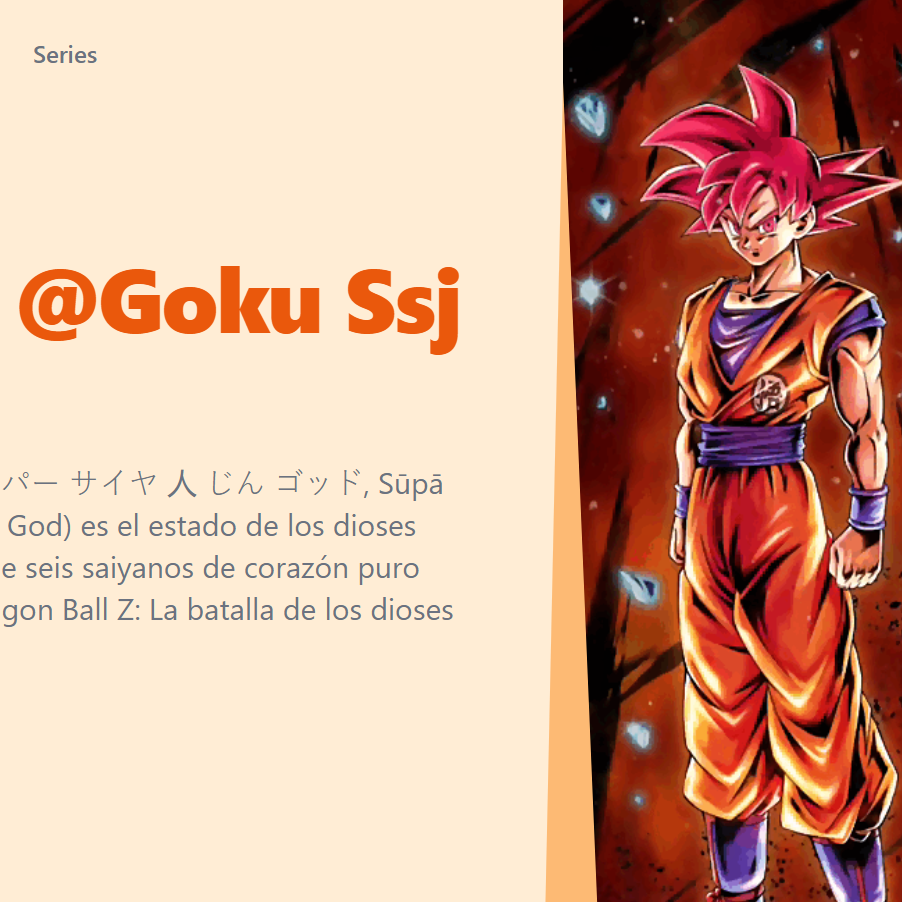 Series
@Goku Ssj
パー サイヤ 人 じん ゴッド, Sūpā
God) es el estado de los dioses
e seis saiyanos de corazón puro
gon Ball Z: La batalla de los dioses